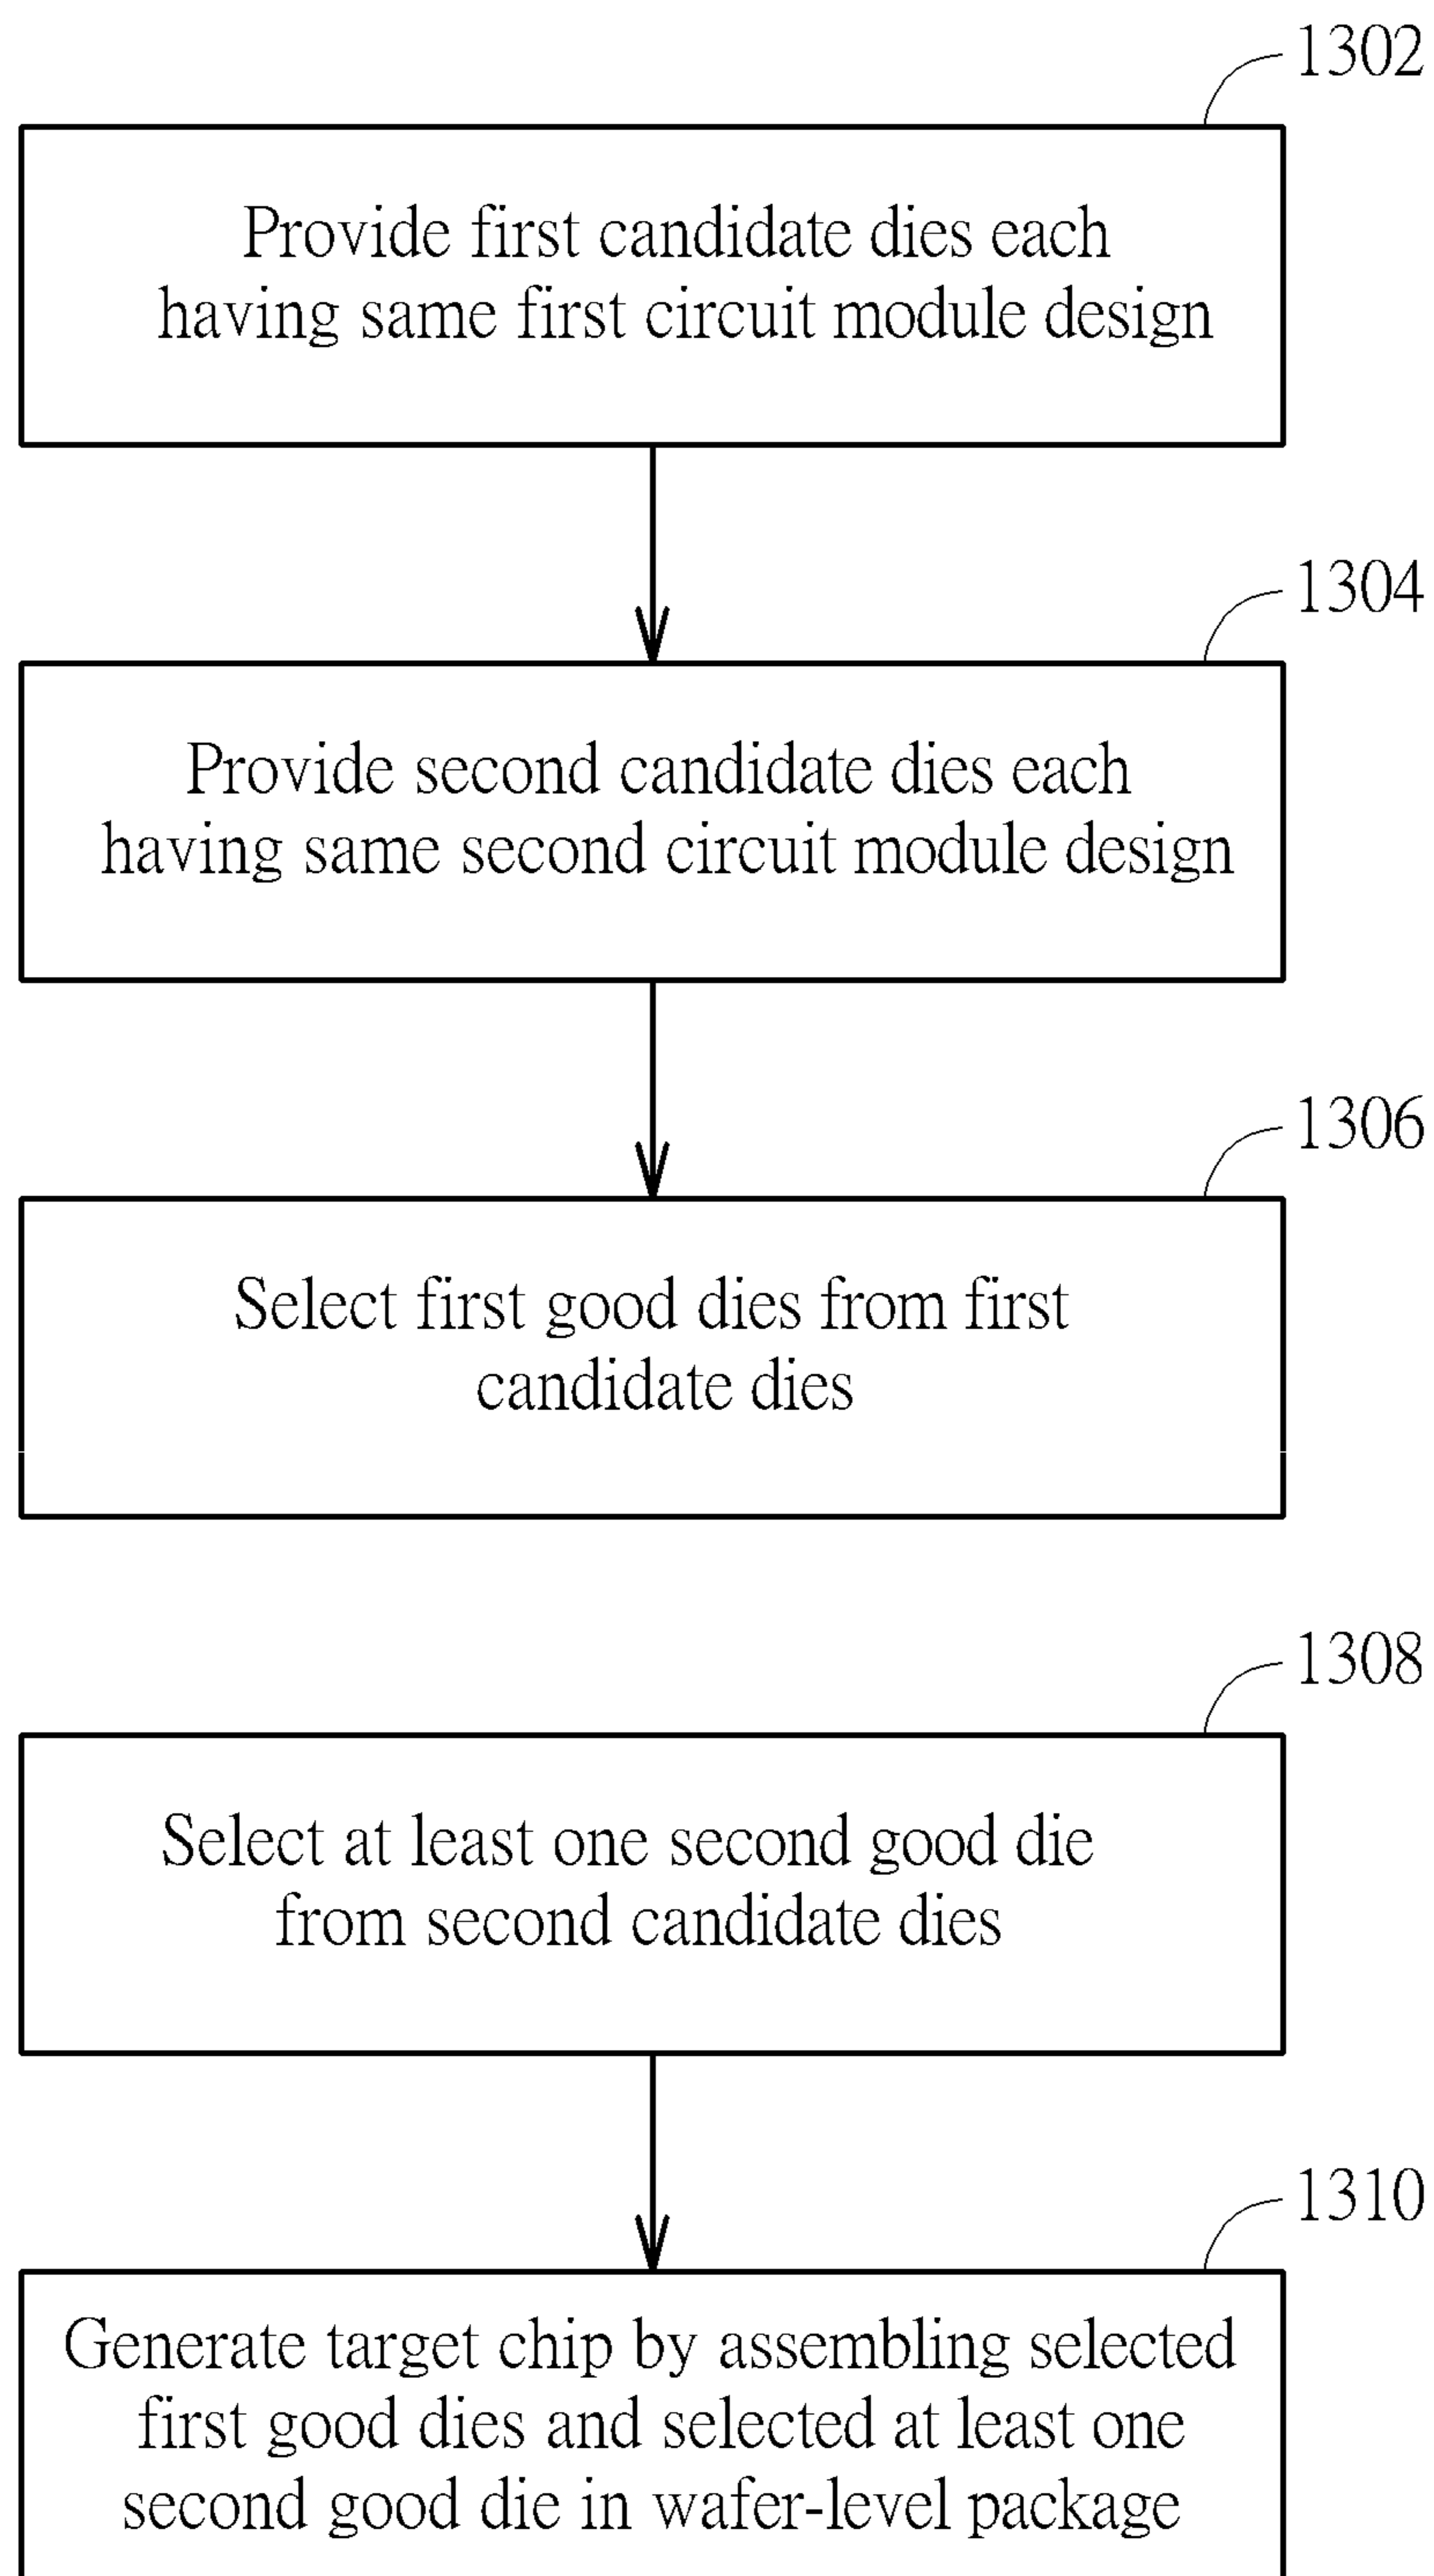 1302
Provide first candidate dies each
having same first circuit module design
1304
Provide second candidate dies each
having same second circuit module design
1306
Select first good dies from first
candidate dies
1308
Select at least one second good die
from second candidate dies
1310
Generate target chip by assembling selected
first good dies and selected at least one
second good die in wafer-level package